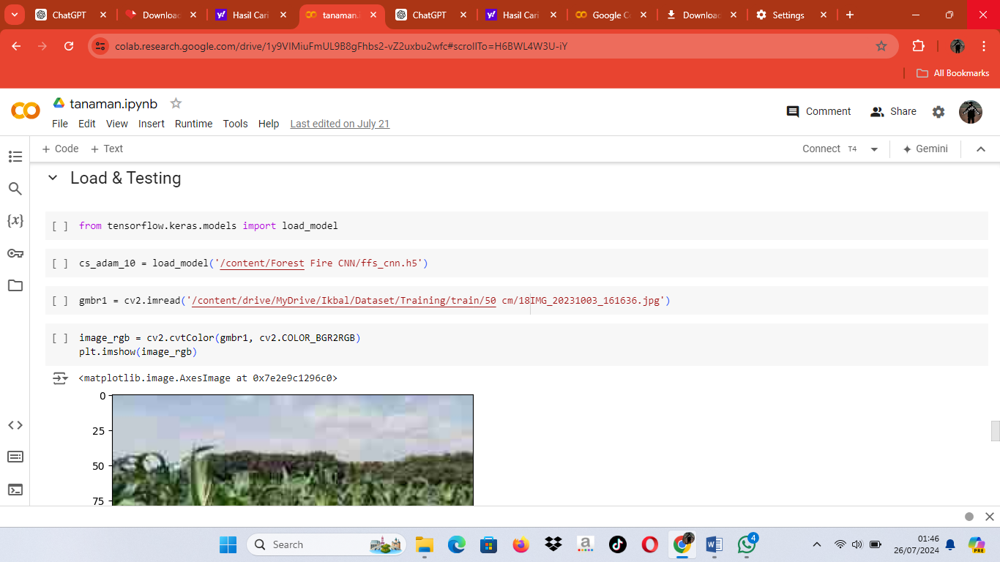 ChatGPT
Download
Hasil Cari
tanaman.i
ChatGPT
Hasil Cari
Google Co
Download
Settings
colab.research.google.com/drive/1y9VIMiuFmUL9B8gFhbs2-vZ2uxbu2wfc#scrollTo=H6BWL4W3U-iY
All Bookmarks
tanaman.ipynb
File Edit View Insert Runtime Tools Help Last edited on July 21
Comment
Share
+ Code + Text
Connect T4
Gemini
Load & Testing
[ ] from tensorflow.keras.models import load_model
[ ] cs_adam_10 = load_model('/content/Forest Fire CNN/ffs_cnn.h5')
[ ] gmbr1 = cv2.imread('/content/drive/MyDrive/Ikbal/Dataset/Training/train/50 cm/18IMG_20231003_161636.jpg')
[ ] image_rgb = cv2.cvtColor(gmbr1, cv2.COLOR_BGR2RGB)
plt.imshow(image_rgb)
<matplotlib.image.AxesImage at 0x7e2e9c1296c0>
0
25
50
75
Search
4
01:46
26/07/2024
PRE